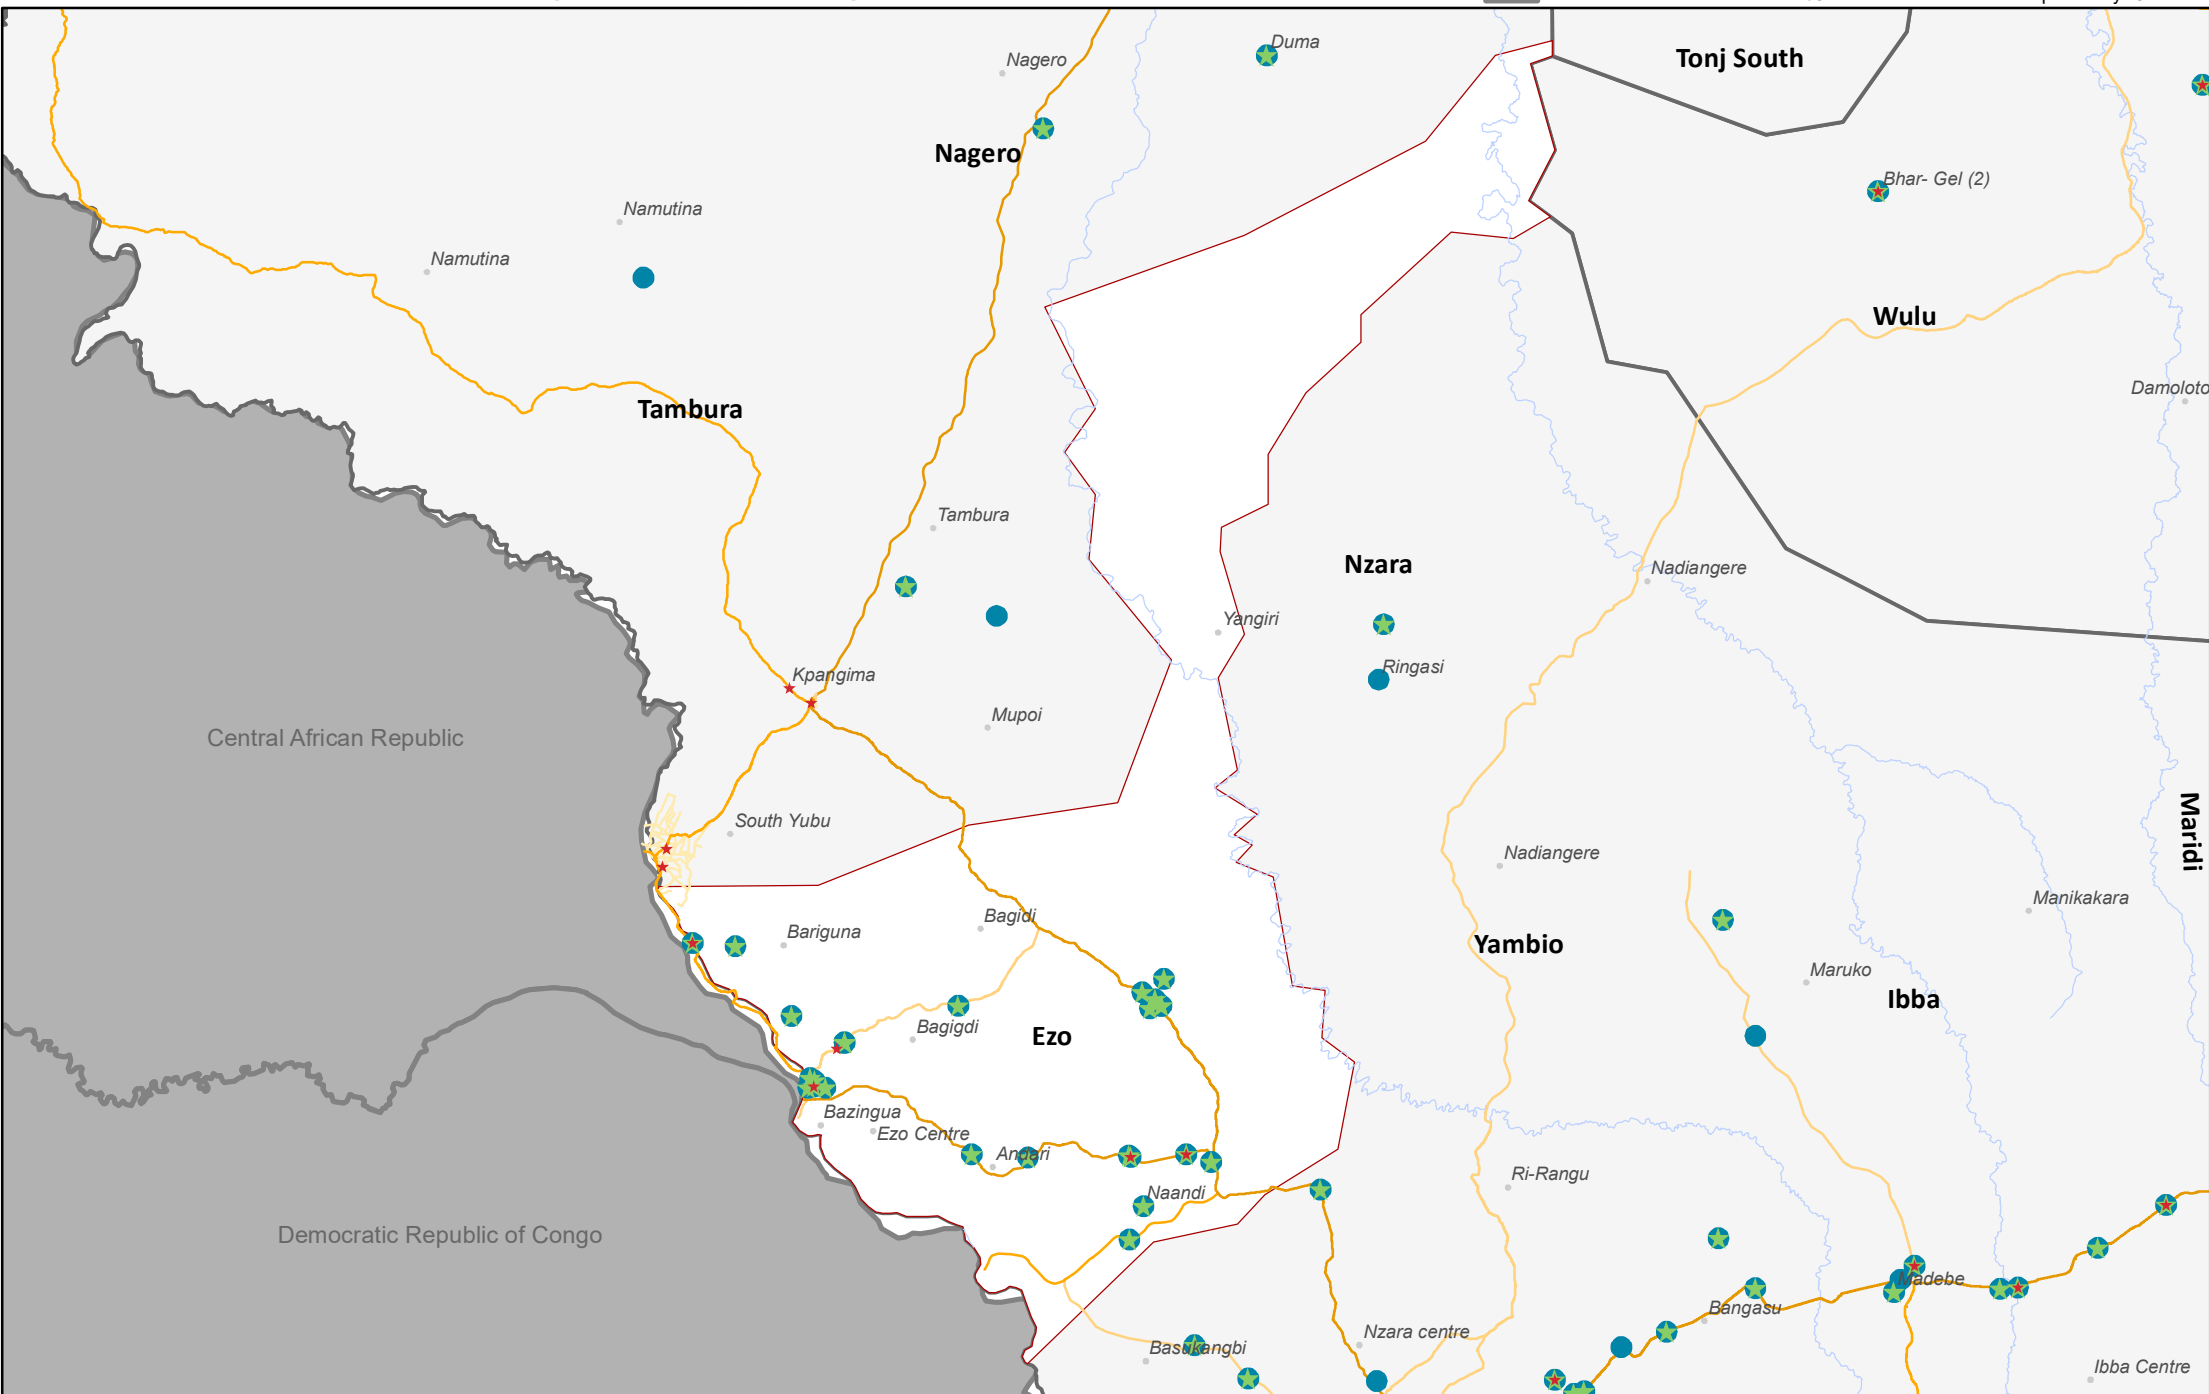 Duma
Tonj South
Nagero
Nagero
Bhar- Gel (2)
Namutina
Namutina
Wulu
Damoloto
Tambura
Tambura
Nzara
Nadiangere
Yangiri
Ringasi
Kpangima
Mupoi
Central African Republic
South Yubu
Maridi
Nadiangere
Manikakara
Bagidi
Bariguna
Yambio
Maruko
Ibba
Bagigdi
Ezo
Bazingua
Ezo Centre
Andari
Ri-Rangu
Naandi
Democratic Republic of Congo
Madebe
Bangasu
Nzara centre
Basukangbi
Ibba Centre